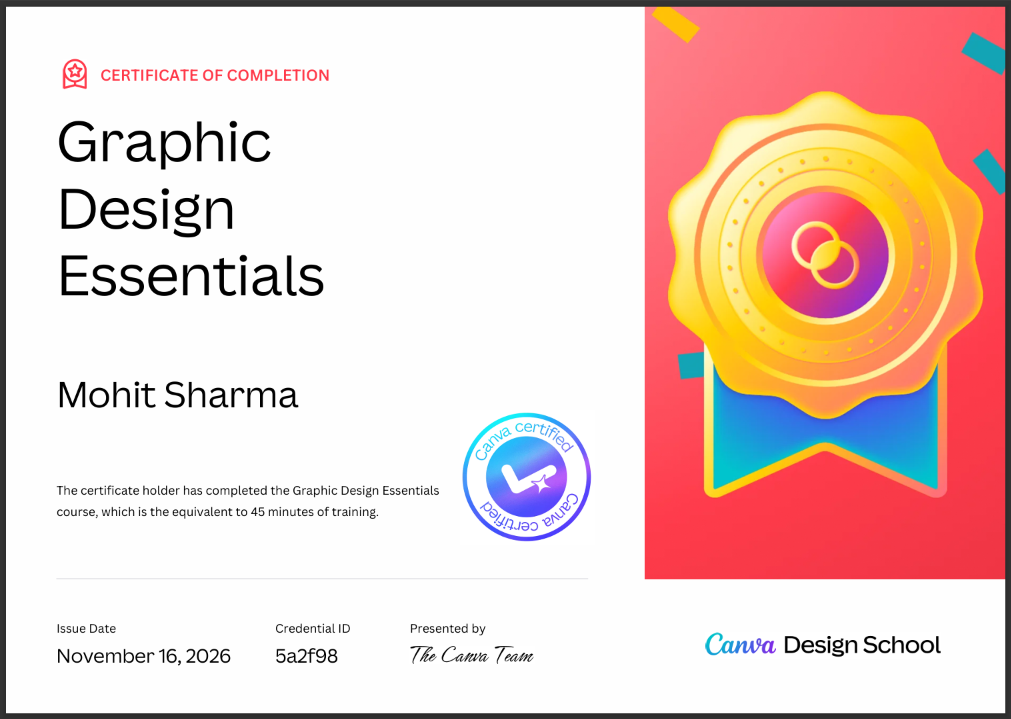 CERTIFICATE OF COMPLETION
Graphic
Design
Essentials
Mohit Sharma
The certificate holder has completed the Graphic Design Essentials
course, which is the equivalent to 45 minutes of training.
Canva certified
Canva certified
Issue Date
November 16, 2026
Credential ID
5a2f98
Presented by
The Canva Team
Canva Design School